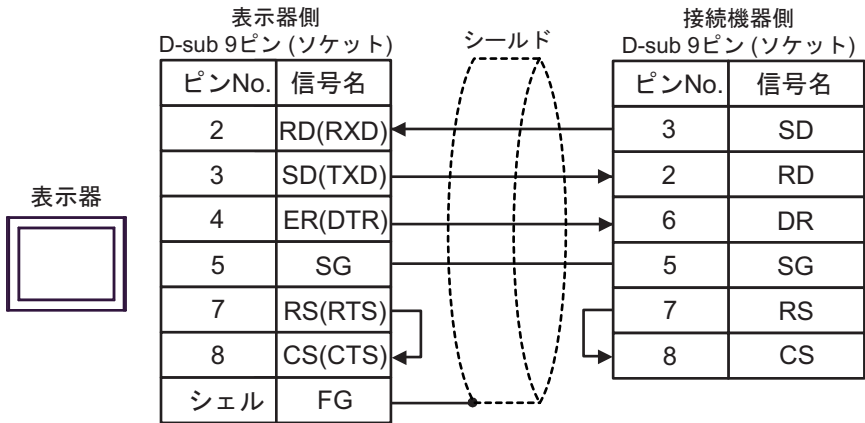 表示器側
D-sub 9ピン (ソケット)
シールド
接続機器側
D-sub 9ピン (ソケット)
ピンNo. 信号名
ピンNo. 信号名
2 RD(RXD)
3 SD
3 SD(TXD)
2 RD
表示器
4 ER(DTR)
6 DR
5 SG
5 SG
7 RS(RTS)
7 RS
8 CS(CTS)
8 CS
シェル FG